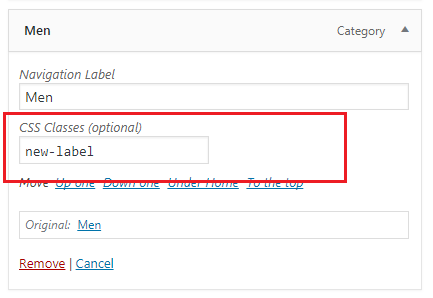 Men Category
Navigation Label
Men
CSS Classes (optional)
new-label
Move Up one Down one Under Home To the top
Original: Men
Remove | Cancel